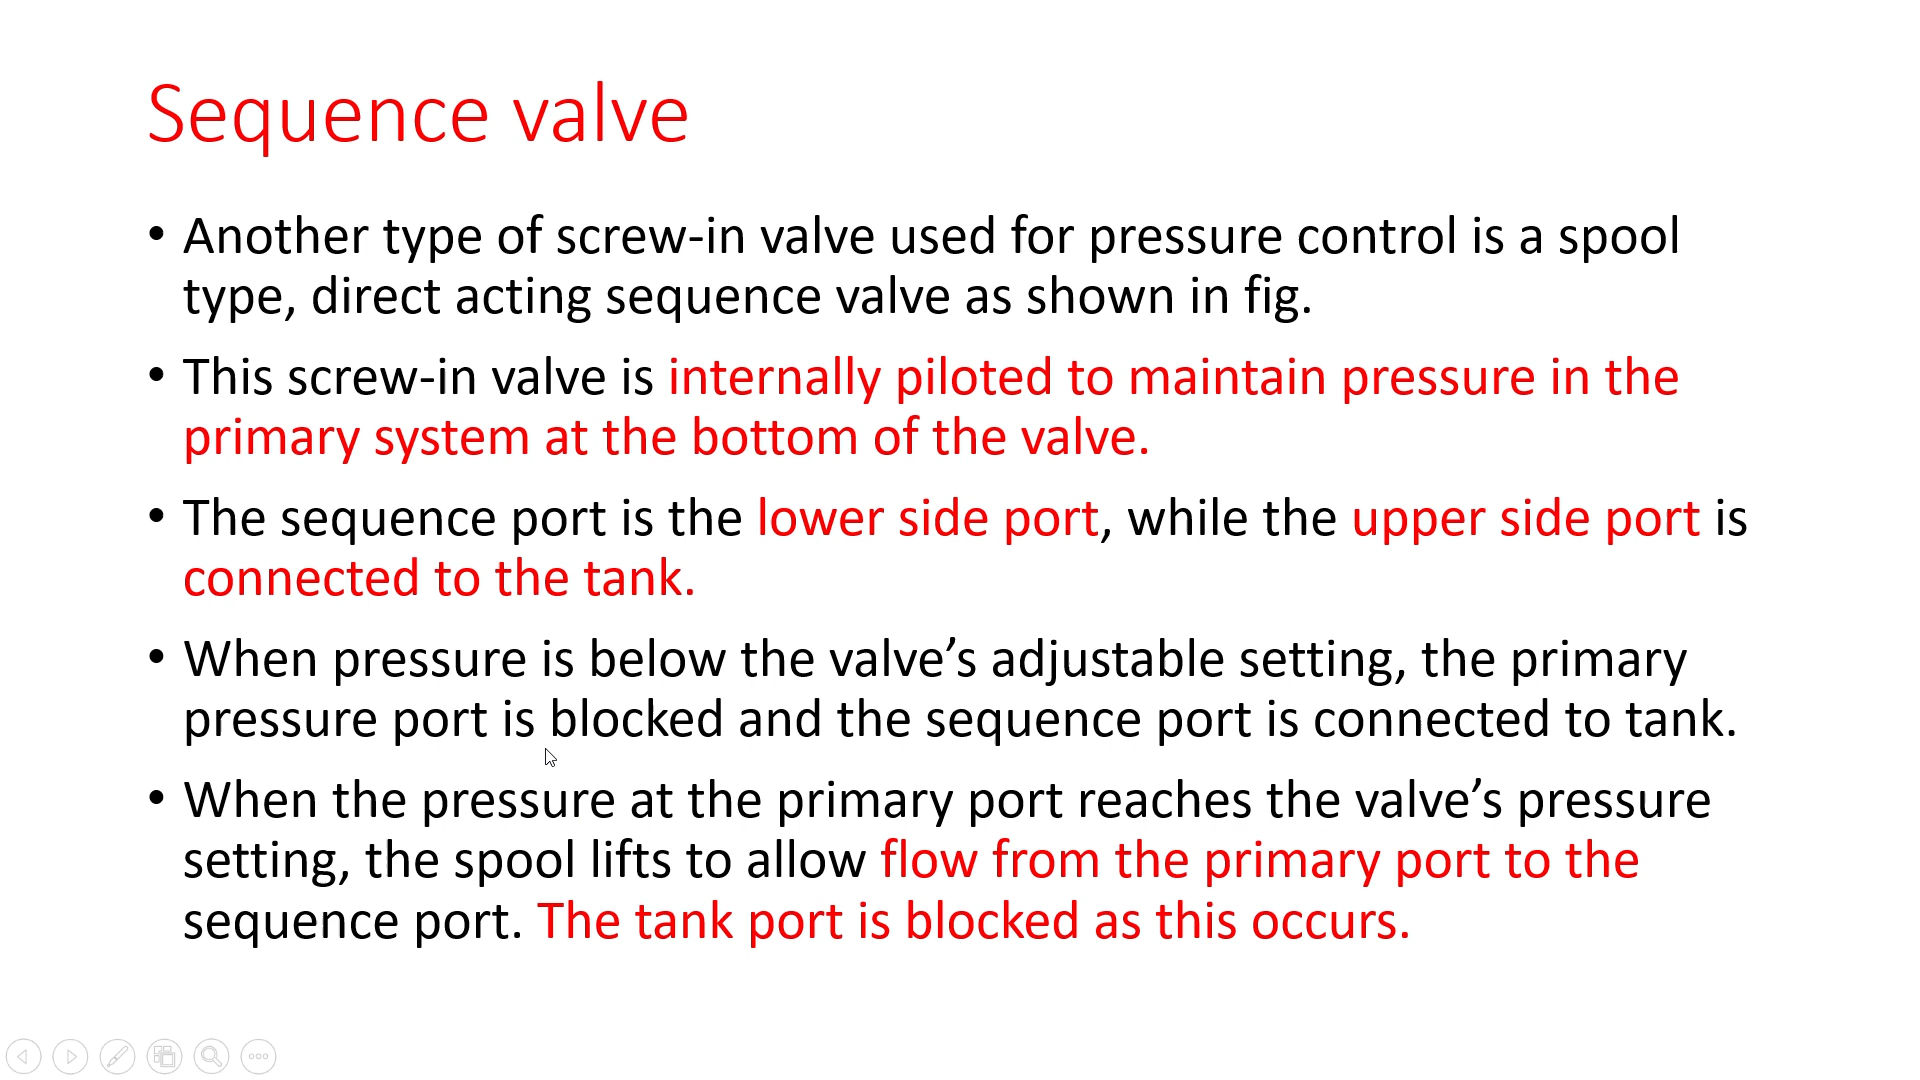 Sequence valve
• Another type of screw-in valve used for pressure control is a spool
type, direct acting sequence valve as shown in fig.
• This screw-in valve is internally piloted to maintain pressure in the
primary system at the bottom of the valve.
• The sequence port is the lower side port, while the upper side port is
connected to the tank.
• When pressure is below the valve’s adjustable setting, the primary
pressure port is blocked and the sequence port is connected to tank.
• When the pressure at the primary port reaches the valve’s pressure
setting, the spool lifts to allow flow from the primary port to the
sequence port. The tank port is blocked as this occurs.